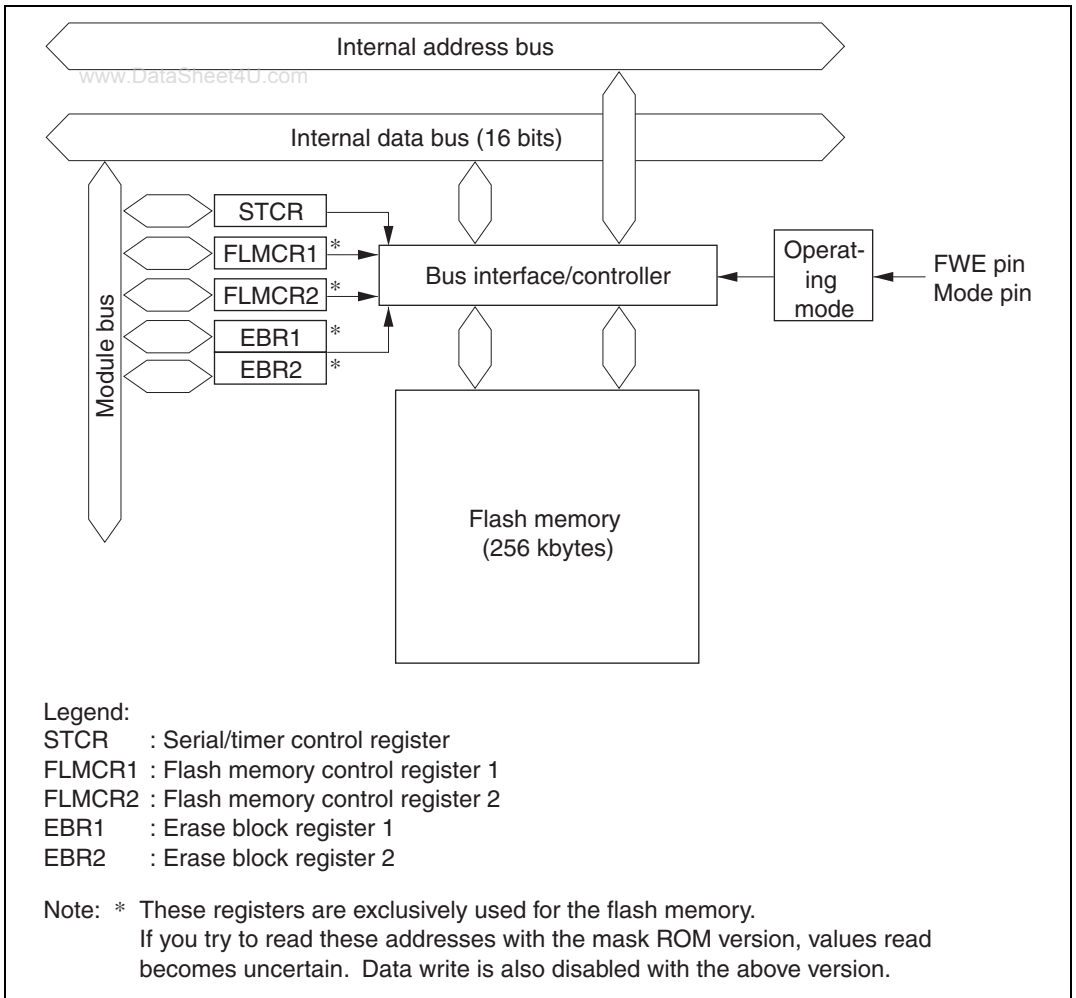 Internal address bus
www.DataSheet4U.com
Internal data bus (16 bits)
STCR
FLMCR1 *
FLMCR2 *
EBR1 *
EBR2 *
Module bus
Bus interface/controller
Operat-
ing
mode
FWE pin
Mode pin
Flash memory
(256 kbytes)
Legend:
STCR : Serial/timer control register
FLMCR1 : Flash memory control register 1
FLMCR2 : Flash memory control register 2
EBR1 : Erase block register 1
EBR2 : Erase block register 2
Note: * These registers are exclusively used for the flash memory.
If you try to read these addresses with the mask ROM version, values read
becomes uncertain. Data write is also disabled with the above version.